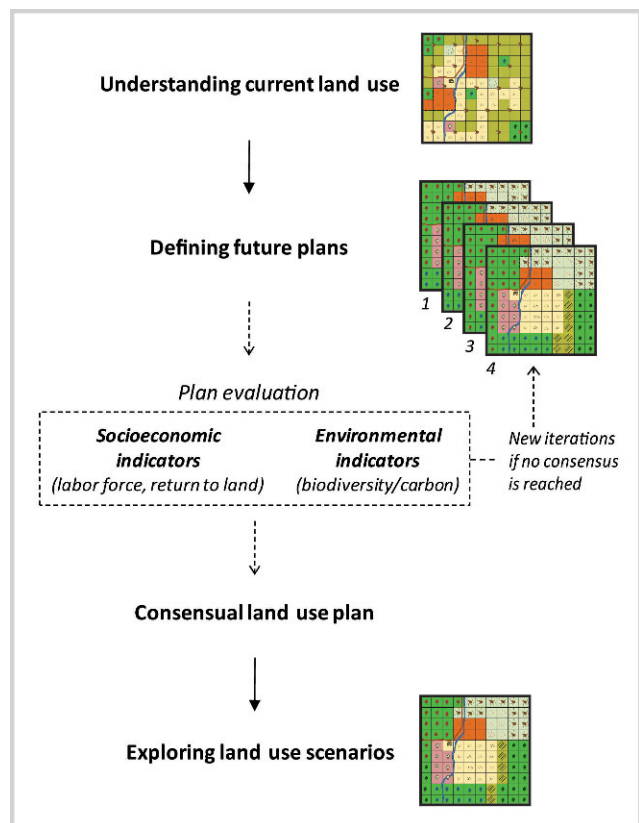 Understanding current land use
Defining future plans
1
2
3
4
Plan evaluation
Socioeconomic
indicators
(labor force, return to land)
Environmental
indicators
(biodiversity/carbon)
New iterations
if no consensus
is reached
Consensual land use plan
Exploring land use scenarios